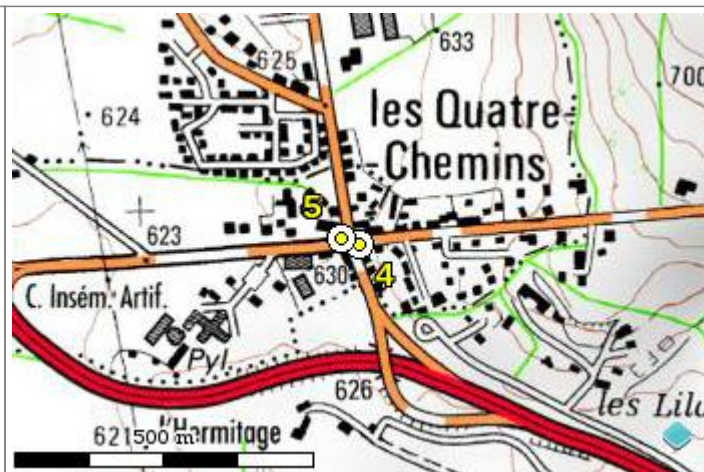 633
625
700
les Quatre-
624
-Chemins
5
623
630
4
C. Insém. Artif.
Pyl
626
les Lila
621
500 m
l'Hermitage